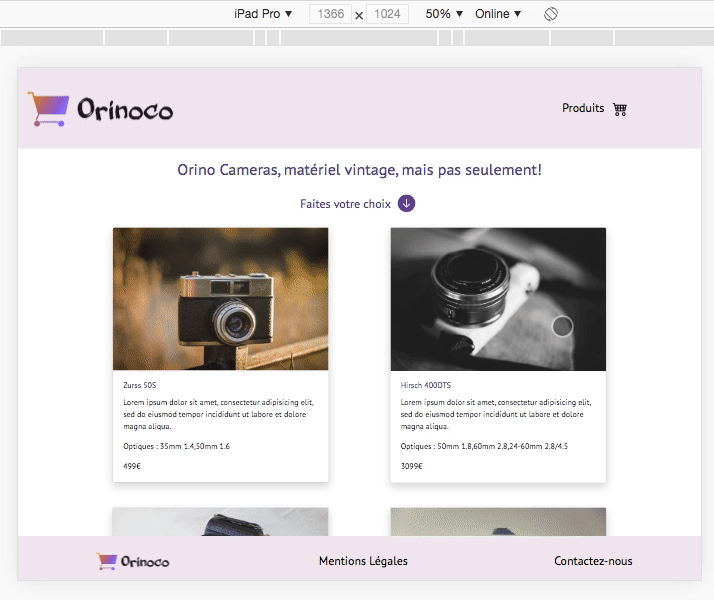 iPad Pro ▼ 1366 × 1024 50% ▼ Online ▼
Orinoco Produits
Orino Cameras, matériel vintage, mais pas seulement!
Faites votre choix
Zurss 50S
Lorem ipsum dolor sit amet, consectetur adipisicing elit,
sed do eiusmod tempor incididunt ut labore et dolore
magna aliqua.
Optiques : 35mm 1.4,50mm 1.6
499€
Hirsch 400DTS
Lorem ipsum dolor sit amet, consectetur adipisicing elit,
sed do eiusmod tempor incididunt ut labore et dolore
magna aliqua.
Optiques : 50mm 1.8,60mm 2.8,24-60mm 2.8/4.5
3099€
Orinoco Mentions Légales Contactez-nous